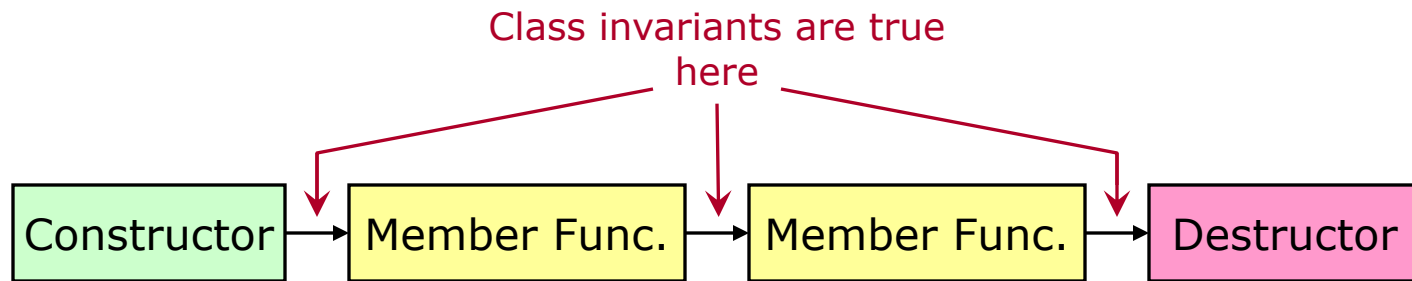 Class invariants are true
here
Constructor
Member Func.
Member Func.
Destructor